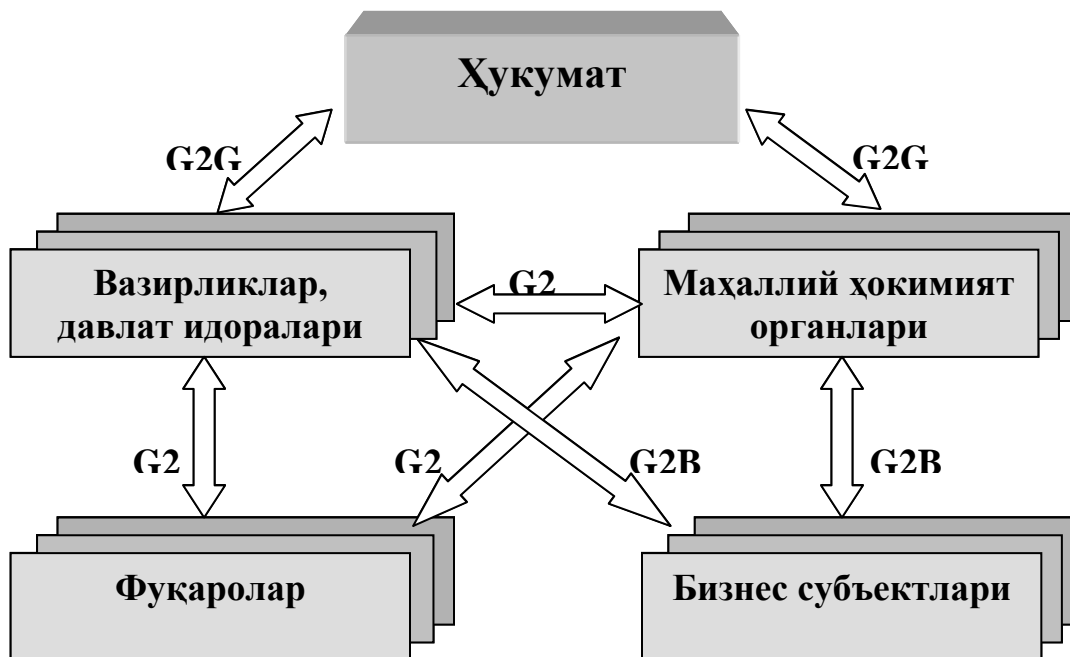 Ҳукумат
G2G
G2G
Вазирликлар,
давлат идоралари
G2
Маҳаллий ҳокимият
органлари
G2
G2
G2B
G2B
Фуқаролар
Бизнес субъектлари